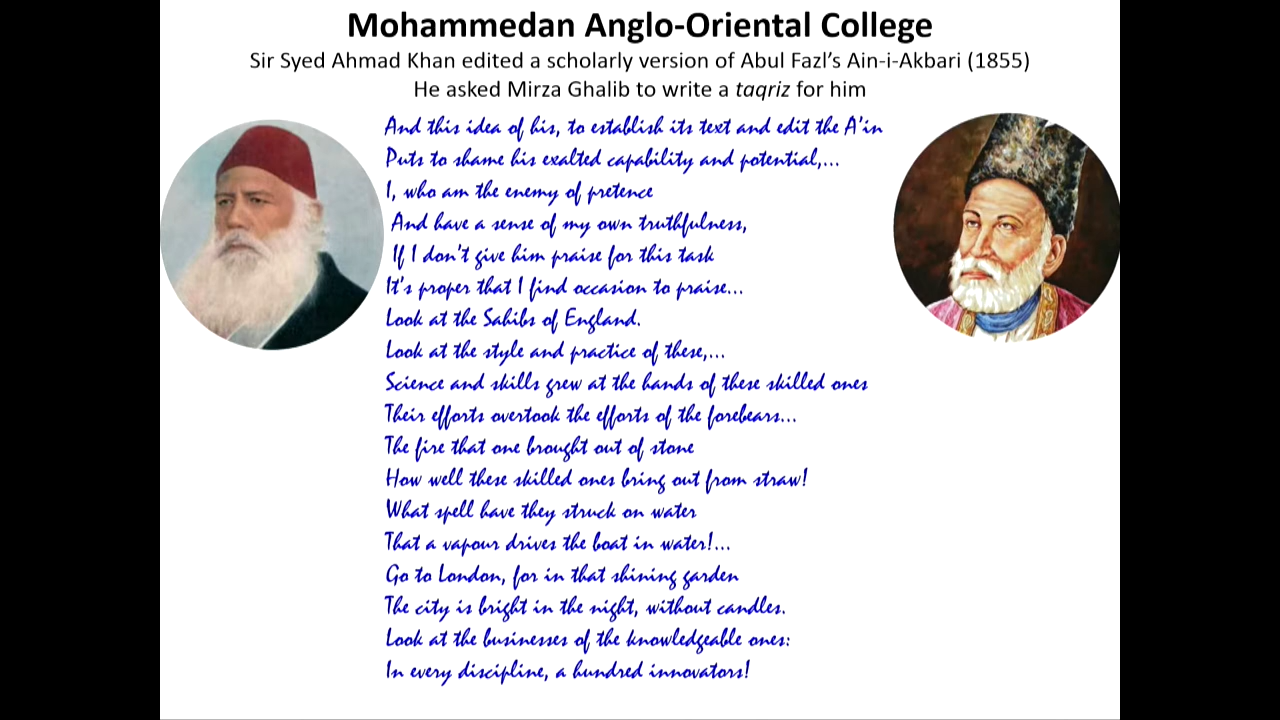 Mohammedan Anglo-Oriental College
Sir Syed Ahmad Khan edited a scholarly version of Abul Fazl’s Ain-i-Akbari (1855)
He asked Mirza Ghalib to write a taqriz for him
And this idea of his, to establish its text and edit the A'in
Puts to shame his exalted capability and potential,...
I, who am the enemy of pretence
And have a sense of my own truthfulness,
If I don't give him praise for this task
It's proper that I find occasion to praise...
Look at the Sahibs of England.
Look at the style and practice of these,...
Science and skills grew at the hands of these skilled ones
Their efforts overtook the efforts of the forebears...
The fire that one brought out of stone
How well these skilled ones bring out from straw!
What spell have they struck on water
That a vapour drives the boat in water!...
Go to London, for in that shining garden
The city is bright in the night, without candles.
Look at the businesses of the knowledgeable ones:
In every discipline, a hundred innovators!